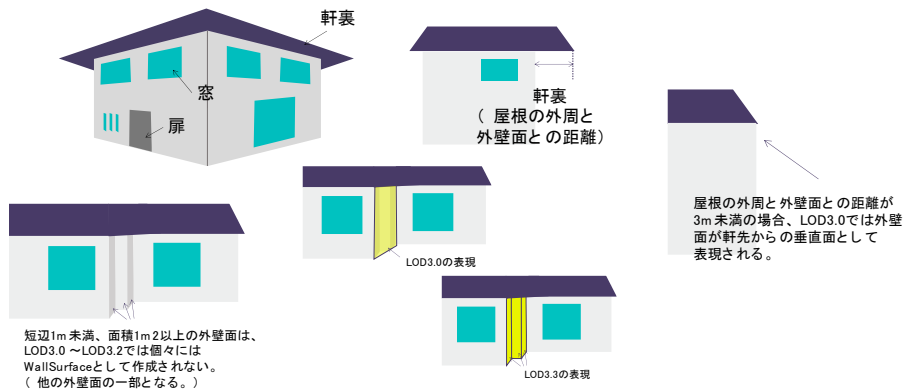 軒裏
窓
扉
軒裏
( 屋根の外周と
外壁面との距離)
屋根の外周と外壁面との距離が
3m未満の場合、LOD3.0では外壁
面が軒先からの垂直面として
表現される。
LOD3.0の表現
短辺1m未満、面積1m2以上の外壁面は、
LOD3.0 ~LOD3.2では個々には
WallSurfaceとして作成されない。
( 他の外壁面の一部となる。)
LOD3.3の表現